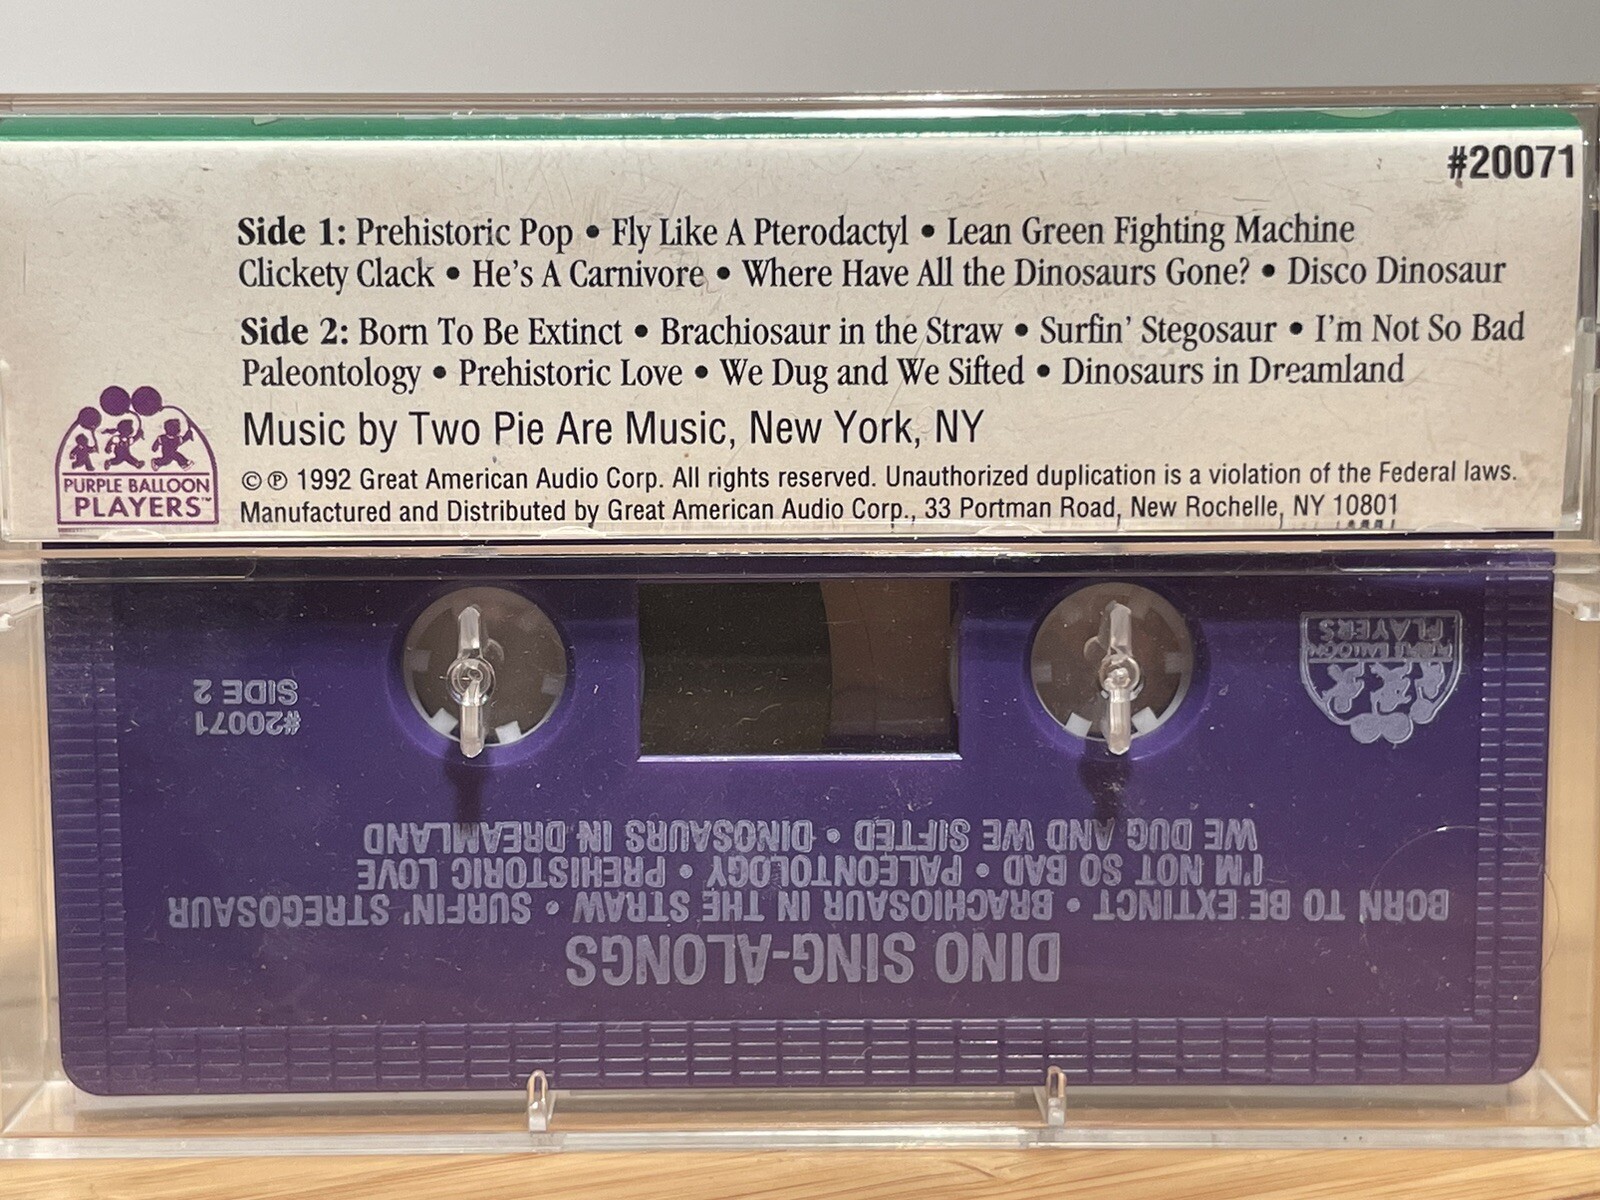 #20071
Side 1: Prehistoric Pop • Fly Like A Pterodactyl • Lean Green Fighting Machine
Clickety Clack • He's A Carnivore • Where Have All the Dinosaurs Gone? • Disco Dinosaur
Side 2: Born To Be Extinct • Brachiosaur in the Straw • Surfin' Stegosaur • I'm Not So Bad
Paleontology • Prehistoric Love • We Dug and We Sifted • Dinosaurs in Dreamland
Music by Two Pie Are Music, New York, NY
©℗ 1992 Great American Audio Corp. All rights reserved. Unauthorized duplication is a violation of the Federal laws.
Manufactured and Distributed by Great American Audio Corp., 33 Portman Road, New Rochelle, NY 10801
PURPLE BALLOON
PLAYERS™
DINO SING-ALONGS
BORN TO BE EXTINCT • BRACHIOSAUR IN THE STRAW • SURFIN' STREGOSAUR
I'M NOT SO BAD • PALEONTOLOGY • PREHISTORIC LOVE
WE DUG AND WE SIFTED • DINOSAURS IN DREAMLAND
#20071
SIDE 2
PURPLE BALLOON
PLAYERS